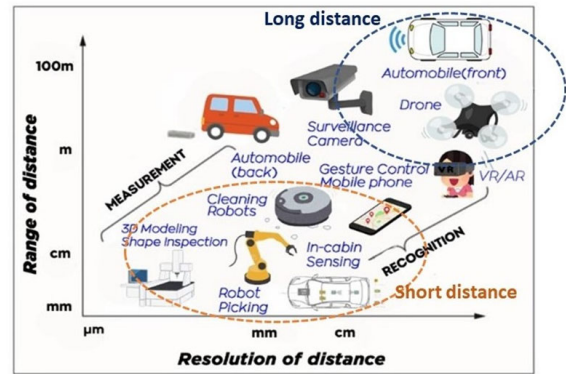 Long distance
100m
Automobile(front)
Drone
Surveillance
Camera
m
Automobile
(back)
Gesture Control
Mobile phone
VR
VR/AR
MEASUREMENT
Cleaning
Robots
3D Modeling
Shape Inspection
In-cabin
Sensing
RECOGNITION
cm
Robot
Picking
Short distance
mm
μm
mm
cm
Range of distance
Resolution of distance